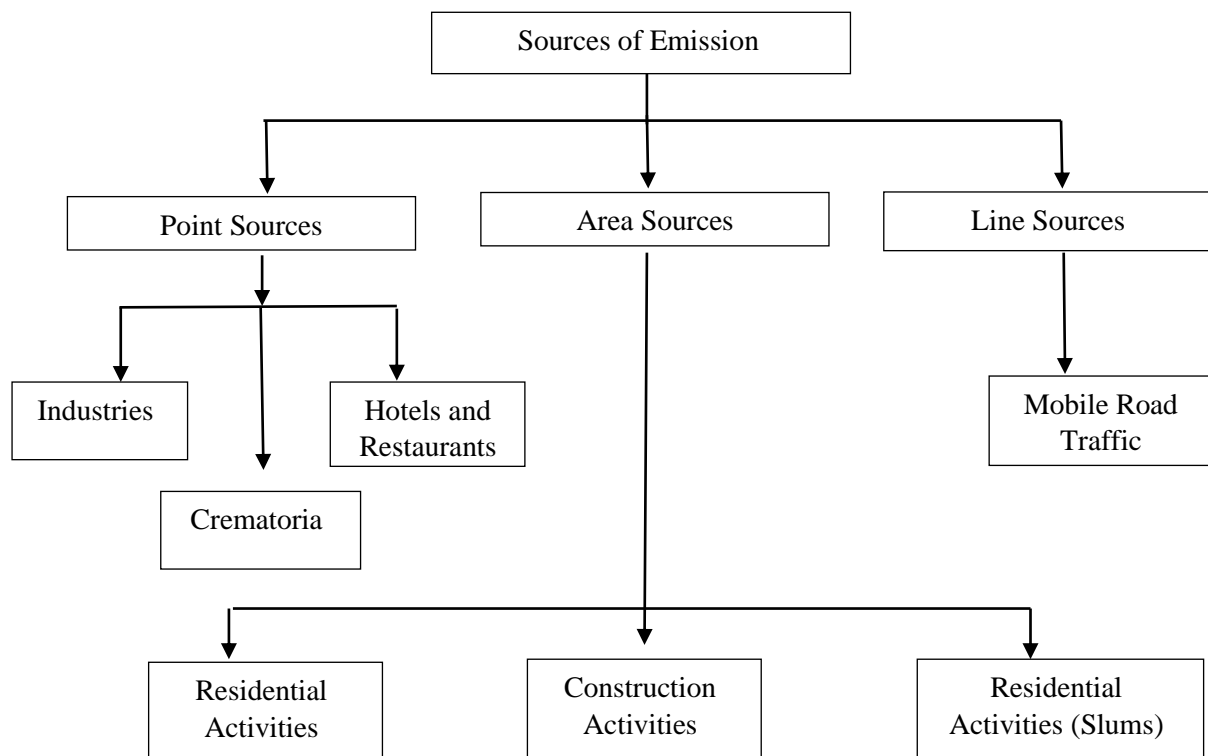 Sources of Emission
Point Sources
Area Sources
Line Sources
Industries
Hotels and
Restaurants
Mobile Road
Traffic
Crematoria
Residential
Activities
Construction
Activities
Residential
Activities (Slums)